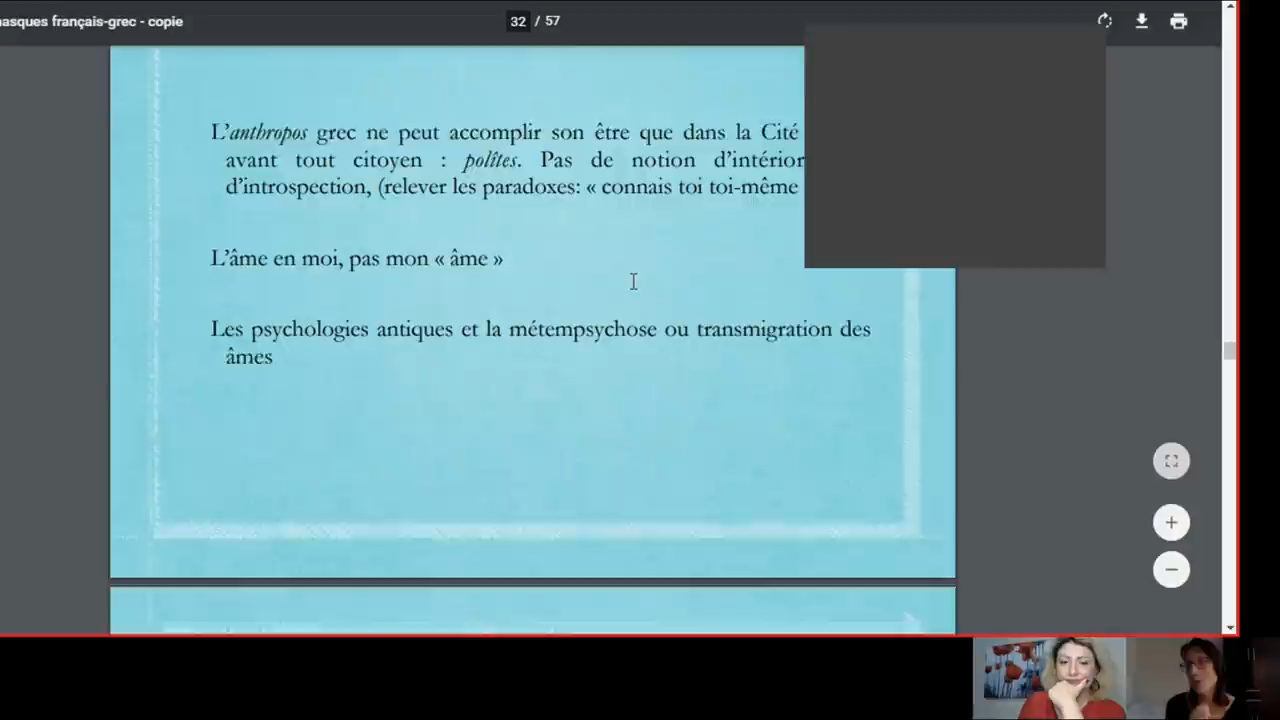 masques français-grec - copie
32 / 57
L'anthropos grec ne peut accomplir son être que dans la Cité
avant tout citoyen : polîtes. Pas de notion d'intérior
d'introspection, (relever les paradoxes: « connais toi toi-même
L'âme en moi, pas mon « âme »
Les psychologies antiques et la métempsychose ou transmigration des
âmes